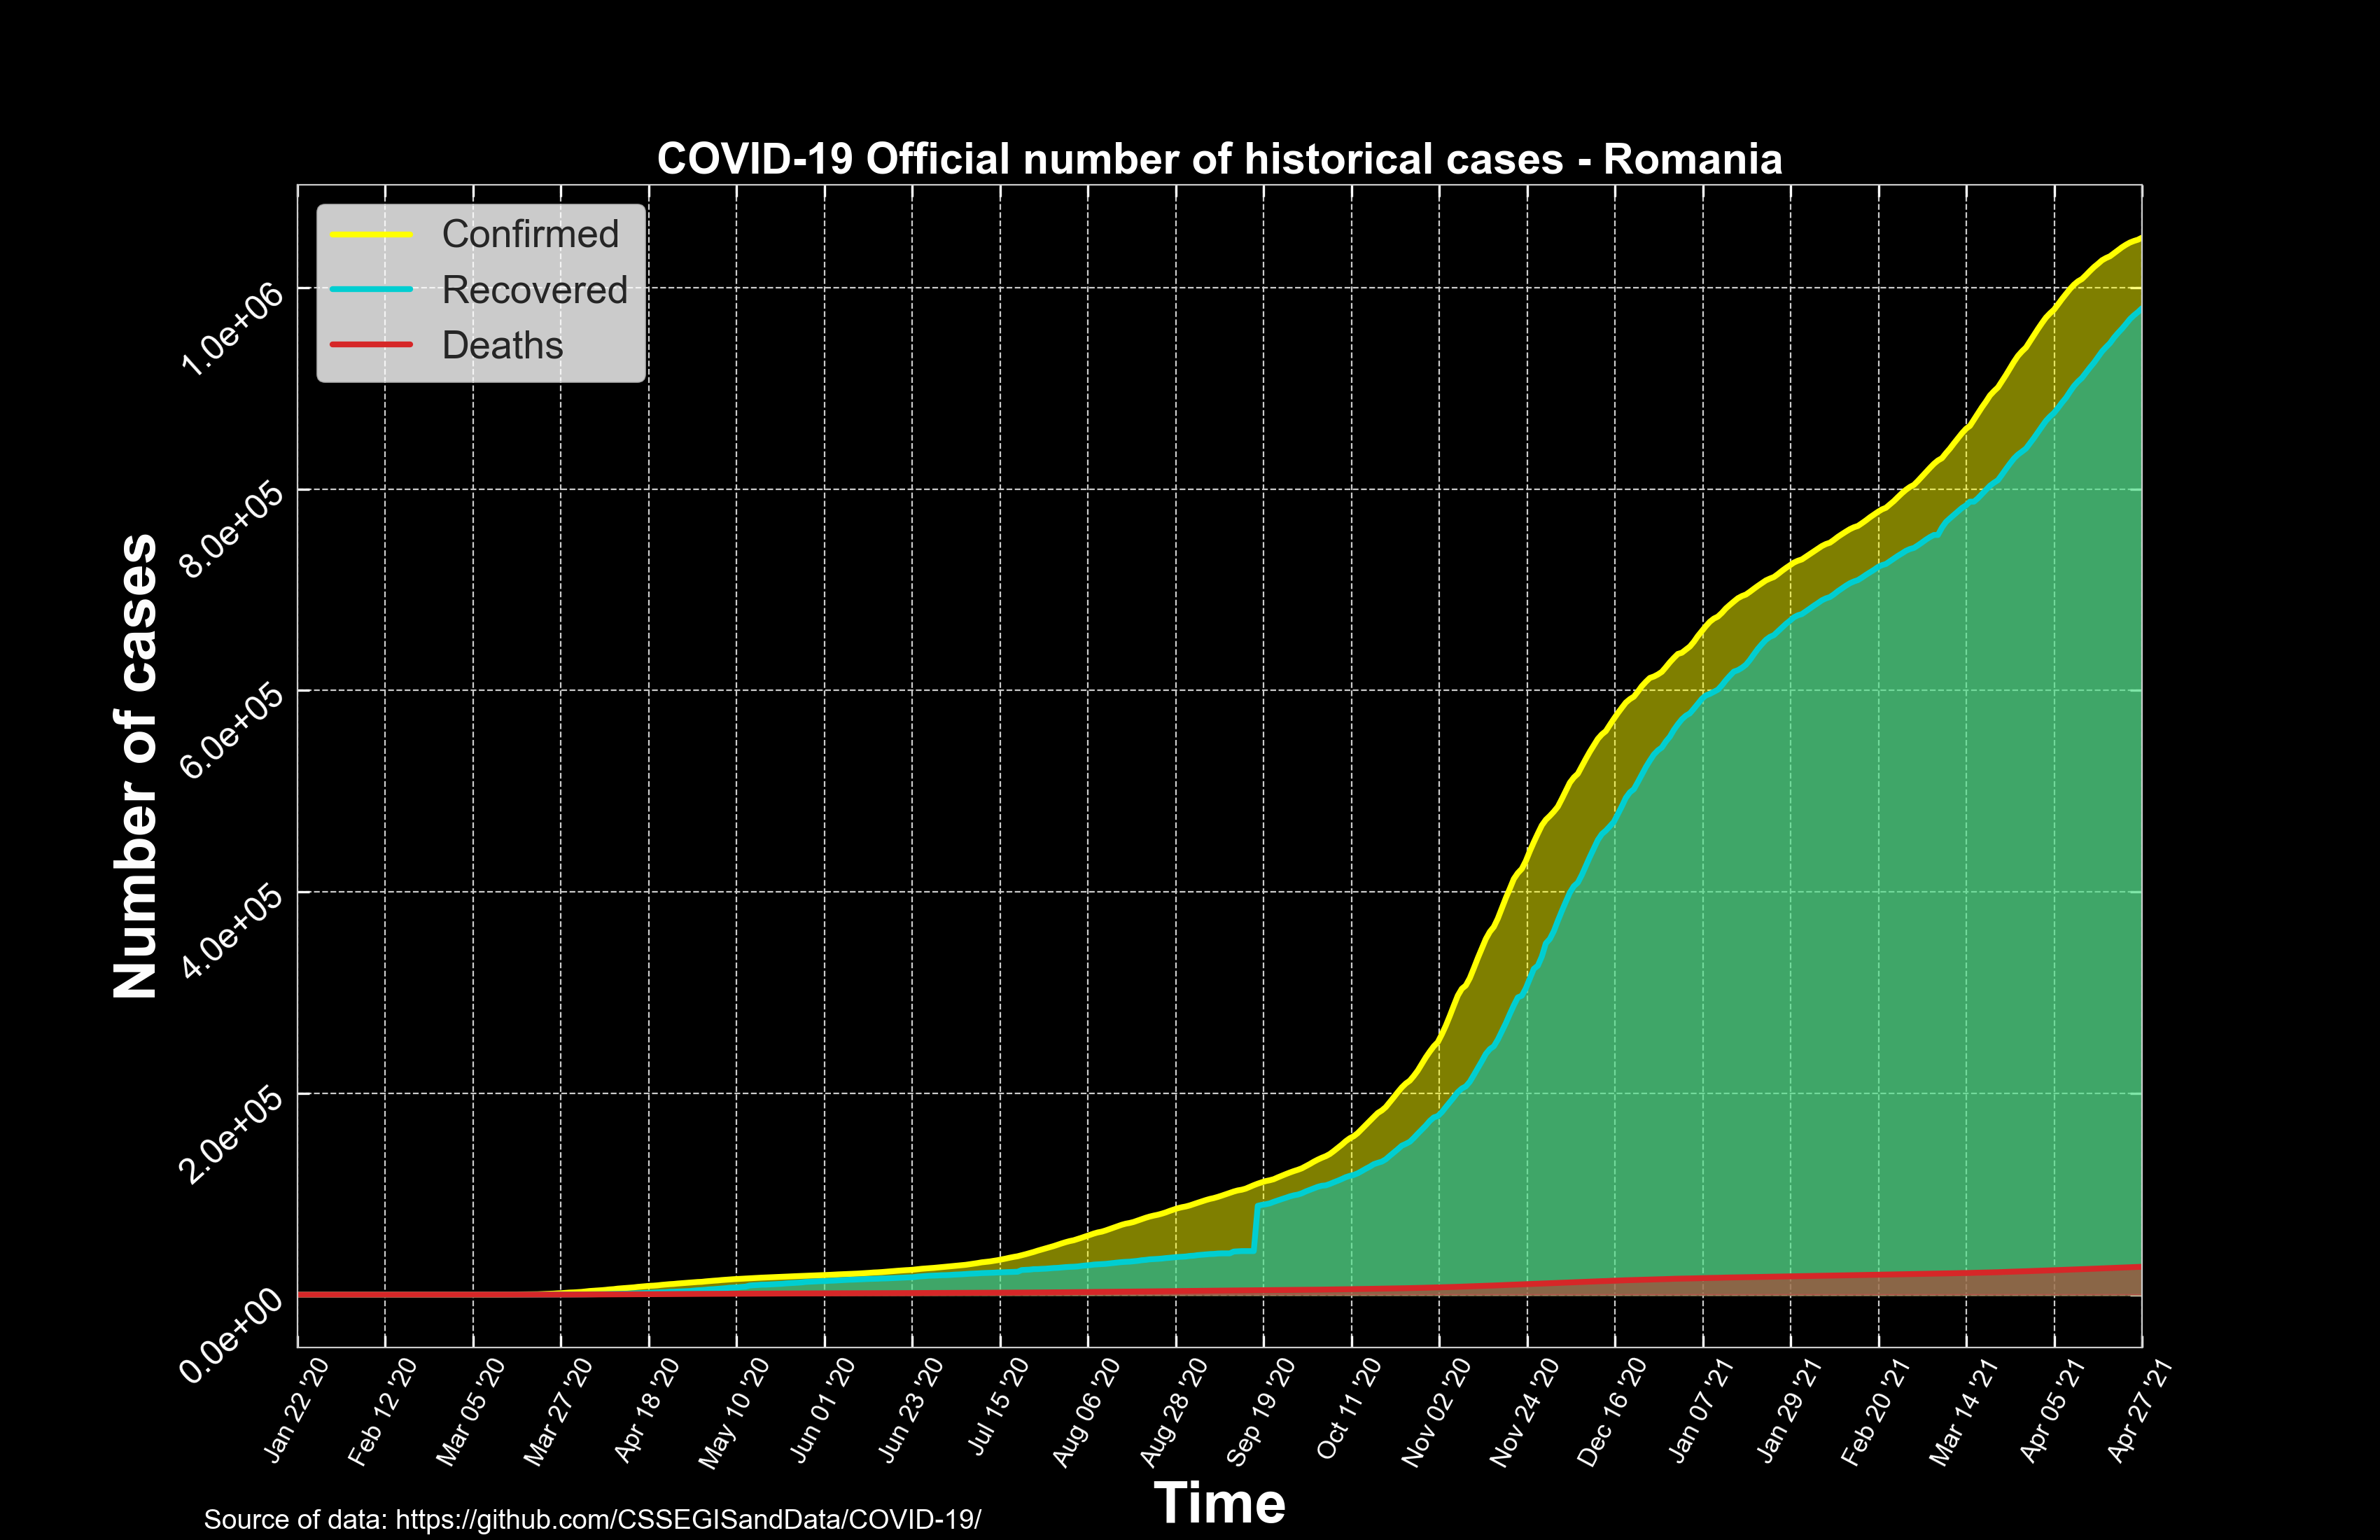 COVID-19 Official number of historical cases - Romania
Confirmed
Recovered
Deaths
Number of cases
1.0e+06
8.0e+05
6.0e+05
4.0e+05
2.0e+05
0.0e+00
Jan 22 '20
Feb 12 '20
Mar 05 '20
Mar 27 '20
Apr 18 '20
May 10 '20
Jun 01 '20
Jun 23 '20
Jul 15 '20
Aug 06 '20
Aug 28 '20
Sep 19 '20
Oct 11 '20
Nov 02 '20
Nov 24 '20
Dec 16 '20
Jan 07 '21
Jan 29 '21
Feb 20 '21
Mar 14 '21
Apr 05 '21
Apr 27 '21
Time
Source of data: https://github.com/CSSEGISandData/COVID-19/